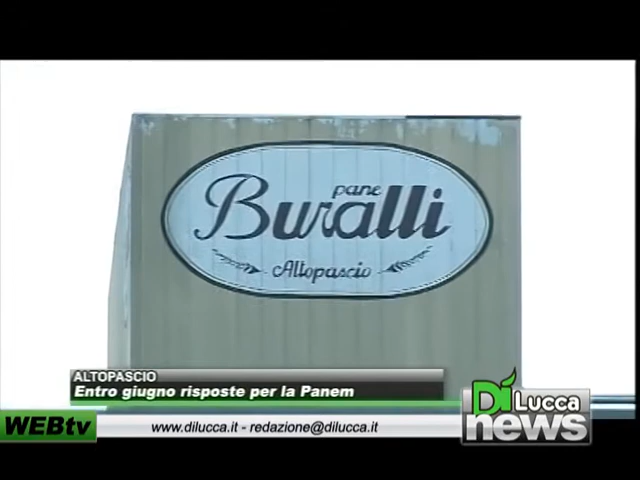 pane
Buralli
Altopascio
ALTOPASCIO
Entro giugno risposte per la Panem
WEBtv
www.dilucca.it - redazione@dilucca.it
Dì LUCCA
news